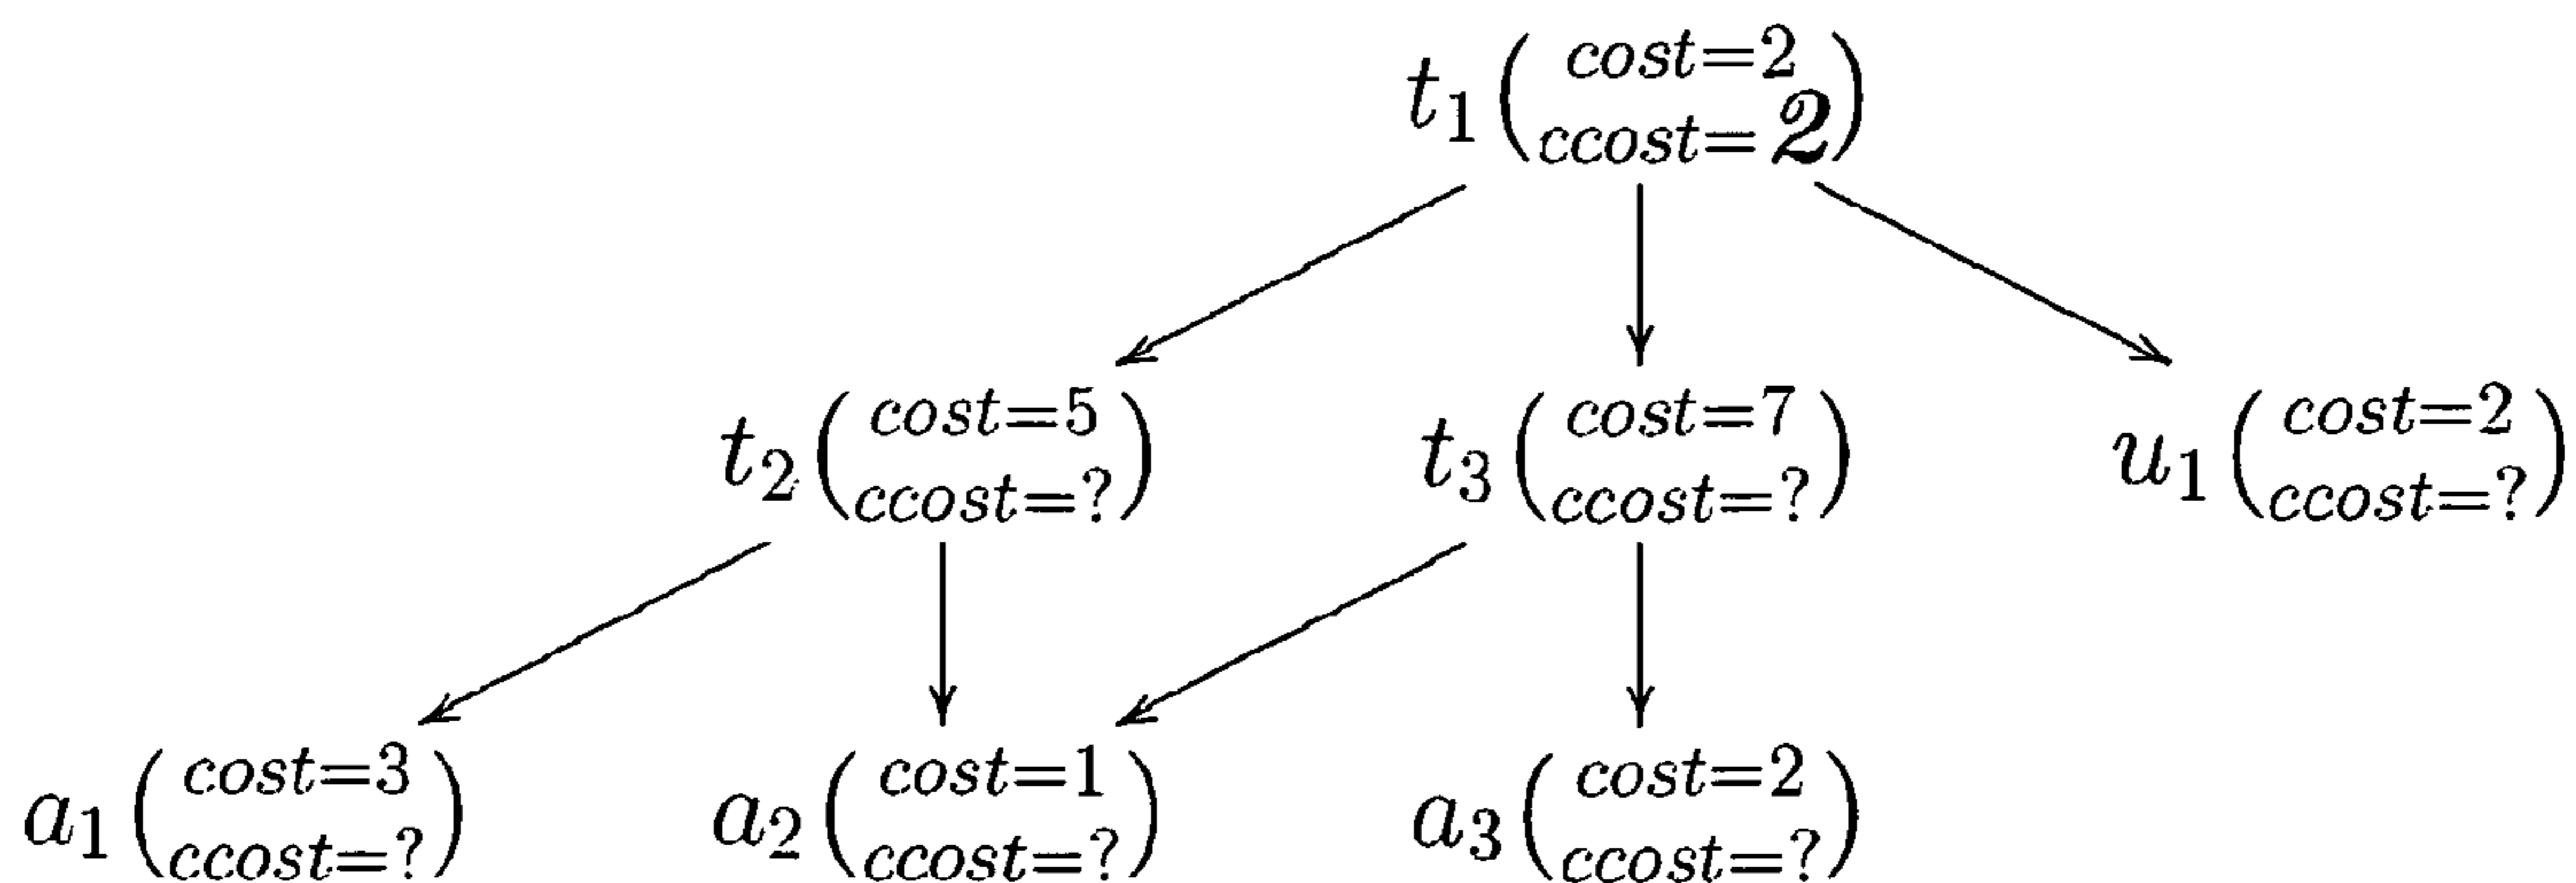 t₁ (cost=2
ccost=2)
t₂ (cost=5
ccost=?)
t₃ (cost=7
ccost=?)
u₁ (cost=2
ccost=?)
a₁ (cost=3
ccost=?)
a₂ (cost=1
ccost=?)
a₃ (cost=2
ccost=?)